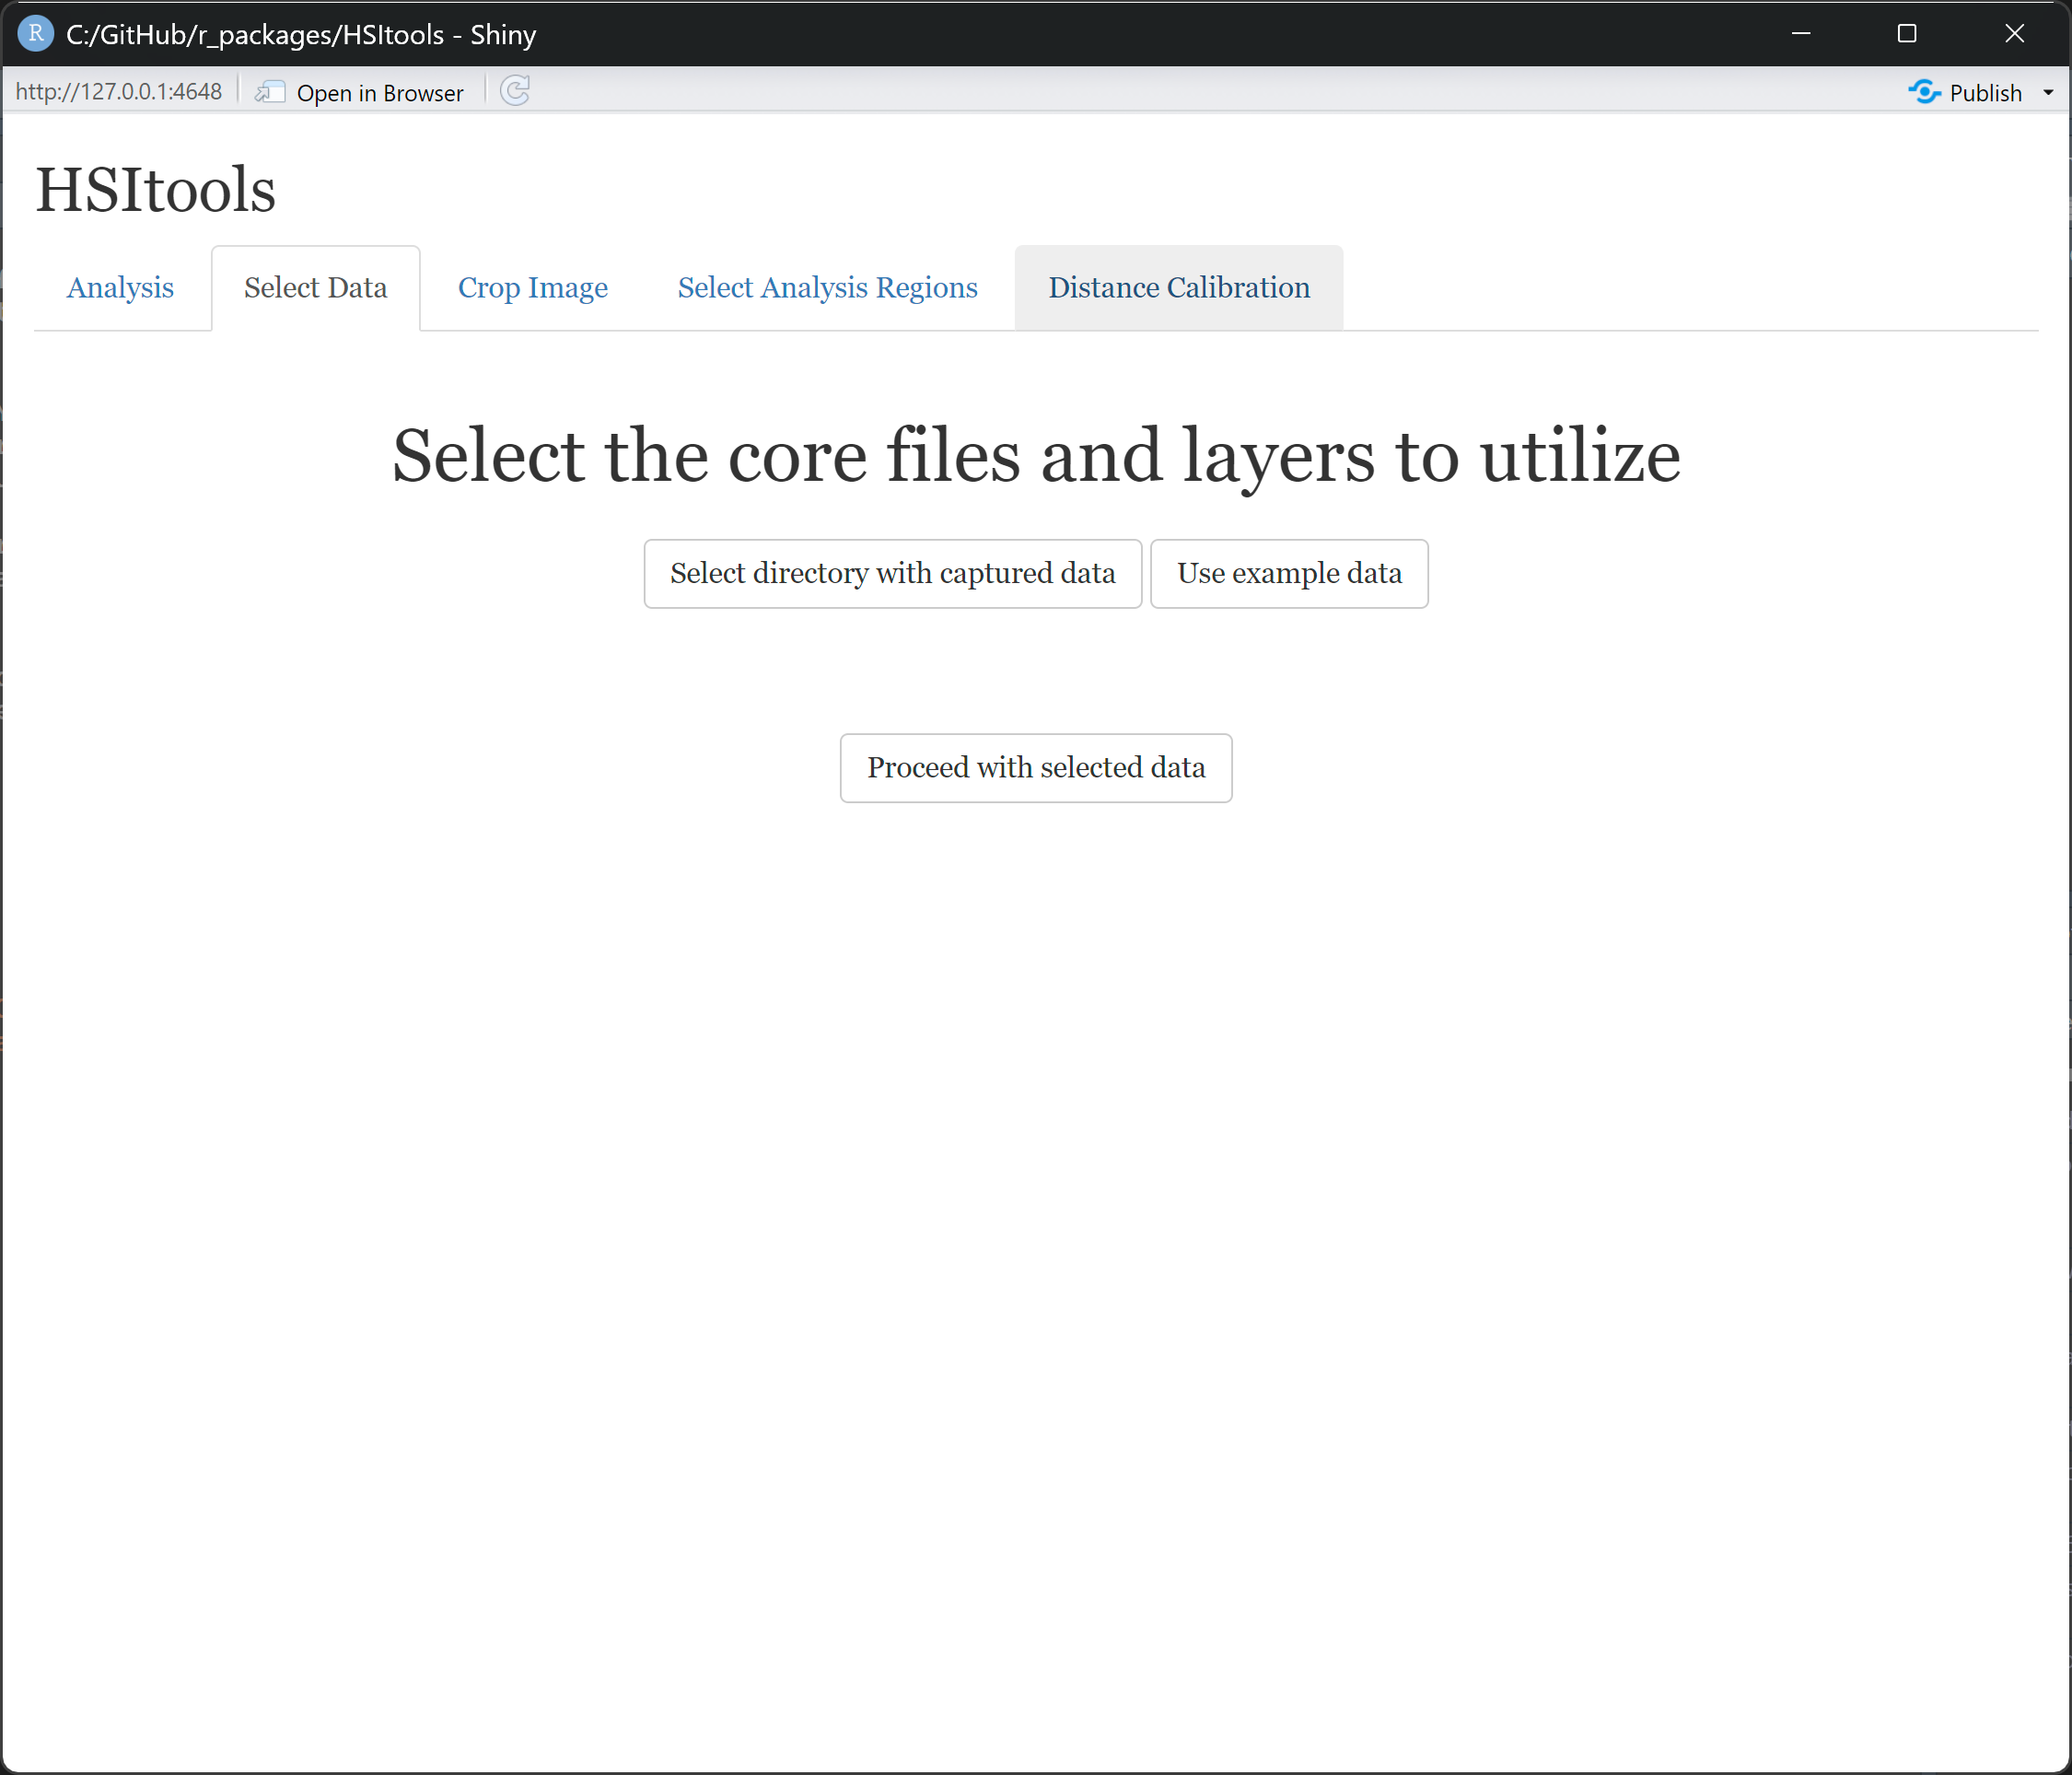 R C:/GitHub/r_packages/HSItools - Shiny
http://127.0.0.1:4648 Open in Browser Publish
HSItools
Analysis Select Data Crop Image Select Analysis Regions Distance Calibration
Select the core files and layers to utilize
Select directory with captured data Use example data
Proceed with selected data